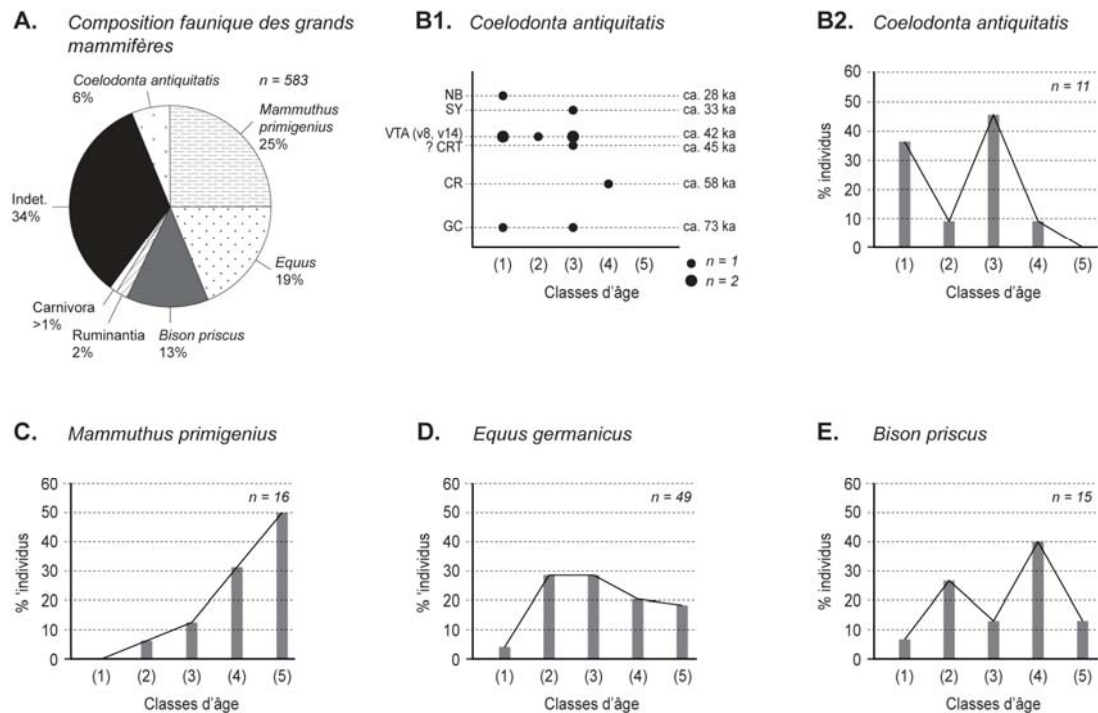 A. Composition faunique des grands
mammifères
n = 583
Coelodonta antiquitatis
6%
Mammuthus
primigenius
25%
Indet.
34%
Equus
19%
Carnivora
>1%
Ruminantia
2%
Bison priscus
13%
B1. Coelodonta antiquitatis
NB ca. 28 ka
SY ca. 33 ka
VTA (v8, v14) ca. 42 ka
? CRT ca. 45 ka
CR ca. 58 ka
GC ca. 73 ka
(1) (2) (3) (4) (5)
Classes d'âge
n = 1
n = 2
B2. Coelodonta antiquitatis
n = 11
% individus
60
50
40
30
20
10
0
(1) (2) (3) (4) (5)
Classes d'âge
C. Mammuthus primigenius
n = 16
% 'individus
60
50
40
30
20
10
0
(1) (2) (3) (4) (5)
Classes d'âge
D. Equus germanicus
n = 49
% individus
60
50
40
30
20
10
0
(1) (2) (3) (4) (5)
Classes d'âge
E. Bison priscus
n = 15
% individus
60
50
40
30
20
10
0
(1) (2) (3) (4) (5)
Classes d'âge